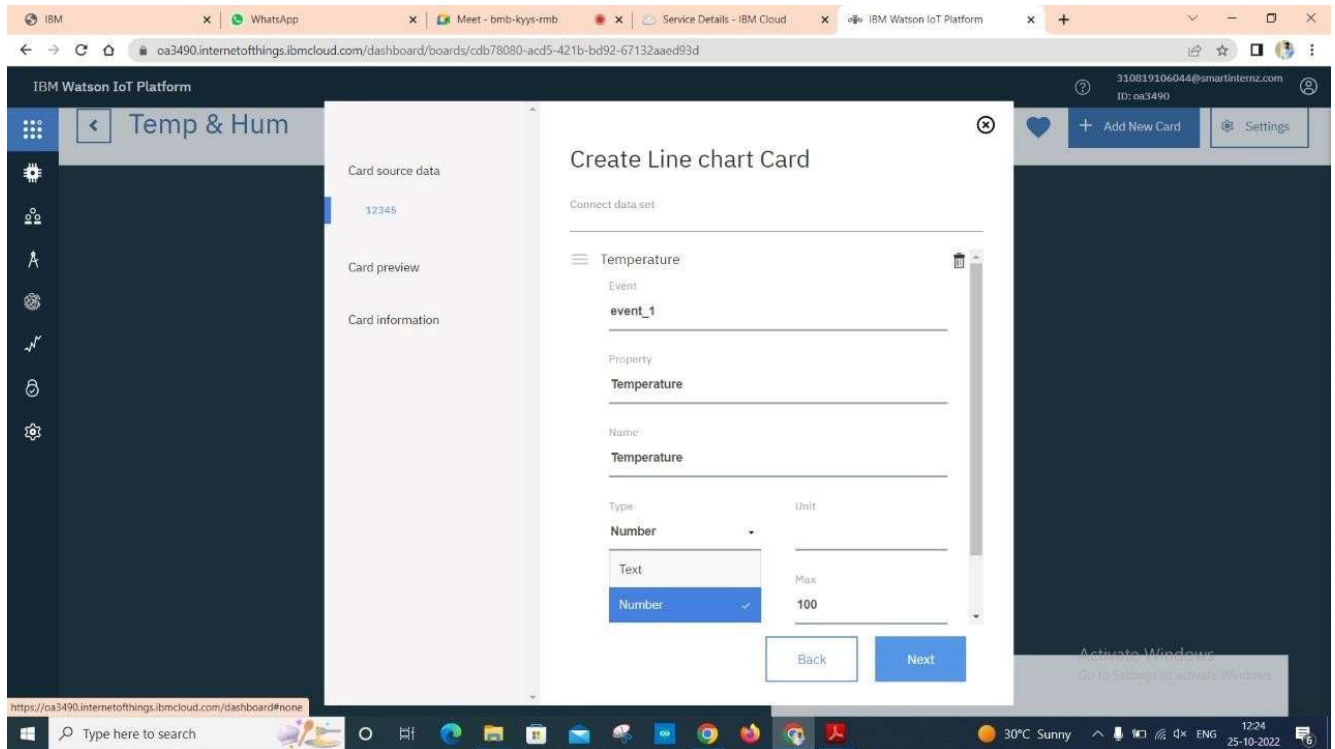 IBM
WhatsApp
Meet - bmb-kyys-rmb
Service Details - IBM Cloud
IBM Watson IoT Platform
oa3490.internetofthings.ibmcloud.com/dashboard/boards/cdb78080-acd5-421b-bd92-67132aaed93d
IBM Watson IoT Platform
310819106044@smartinternz.com
ID: oa3490
Temp & Hum
+ Add New Card
Settings
Card source data
12345
Card preview
Card information
Create Line chart Card
Connect data set
Temperature
Event
event_1
Property
Temperature
Name
Temperature
Type
Unit
Number
Text
Number
Max
100
Back
Next
Activate Windows
Go to Settings to activate Windows.
https://oa3490.internetofthings.ibmcloud.com/dashboard#none
Type here to search
30°C Sunny
ENG
12:24
25-10-2022
6